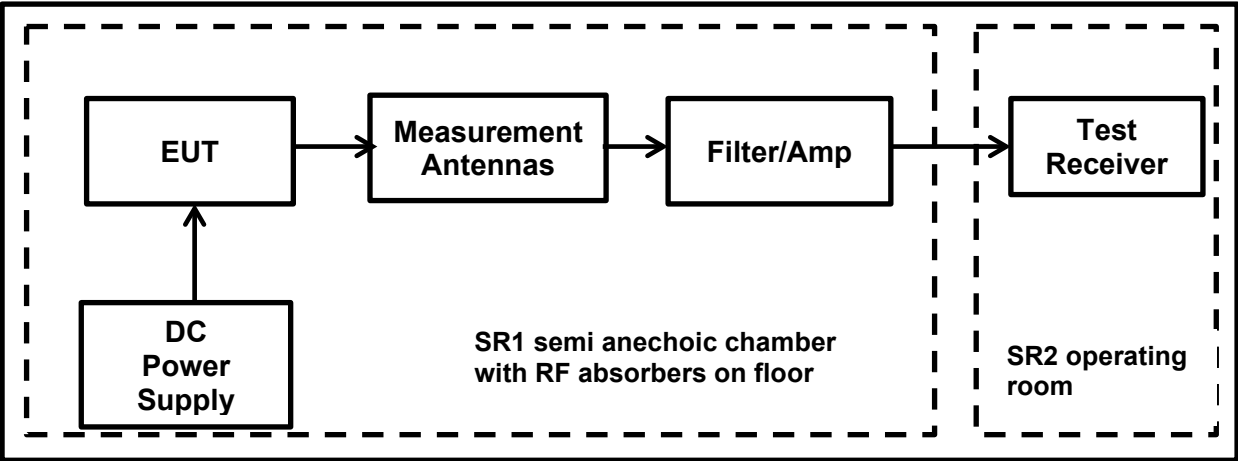 EUT
Measurement
Antennas
Filter/Amp
Test
Receiver
DC
Power
Supply
SR1 semi anechoic chamber
with RF absorbers on floor
SR2 operating
room